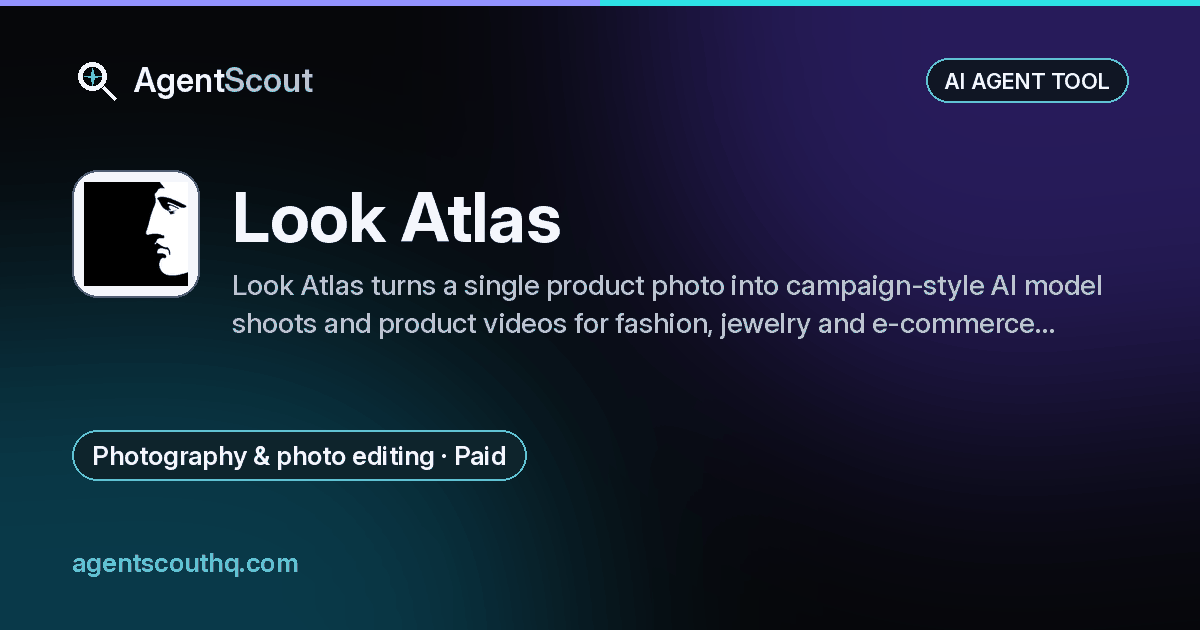 AgentScout
AI AGENT TOOL
Look Atlas
Look Atlas turns a single product photo into campaign-style AI model
shoots and product videos for fashion, jewelry and e-commerce...
Photography & photo editing · Paid
agentscouthq.com